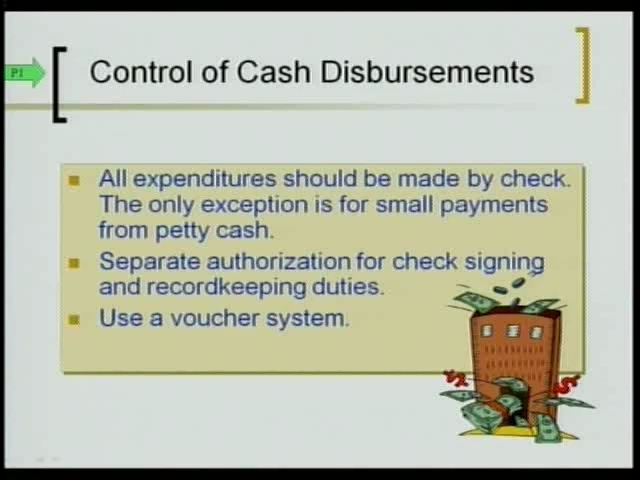 P1
Control of Cash Disbursements
All expenditures should be made by check.
The only exception is for small payments
from petty cash.
Separate authorization for check signing
and recordkeeping duties.
Use a voucher system.